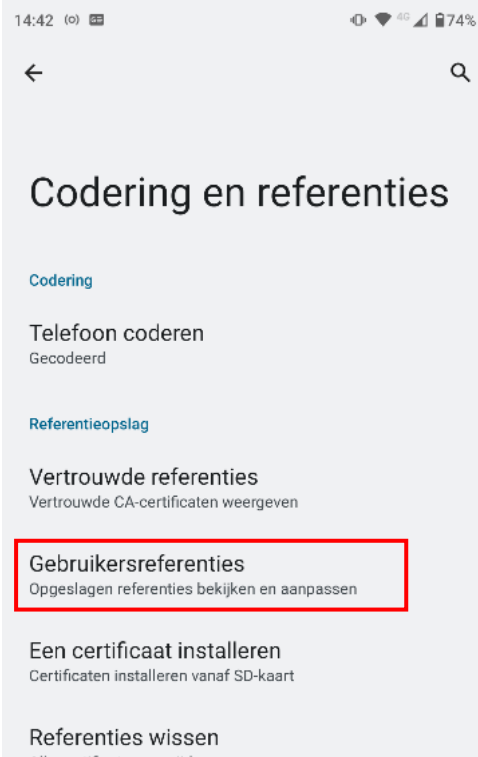 14:42
4G 74%
Codering en referenties
Codering
Telefoon coderen
Gecodeerd
Referentieopslag
Vertrouwde referenties
Vertrouwde CA-certificaten weergeven
Gebruikersreferenties
Opgeslagen referenties bekijken en aanpassen
Een certificaat installeren
Certificaten installeren vanaf SD-kaart
Referenties wissen